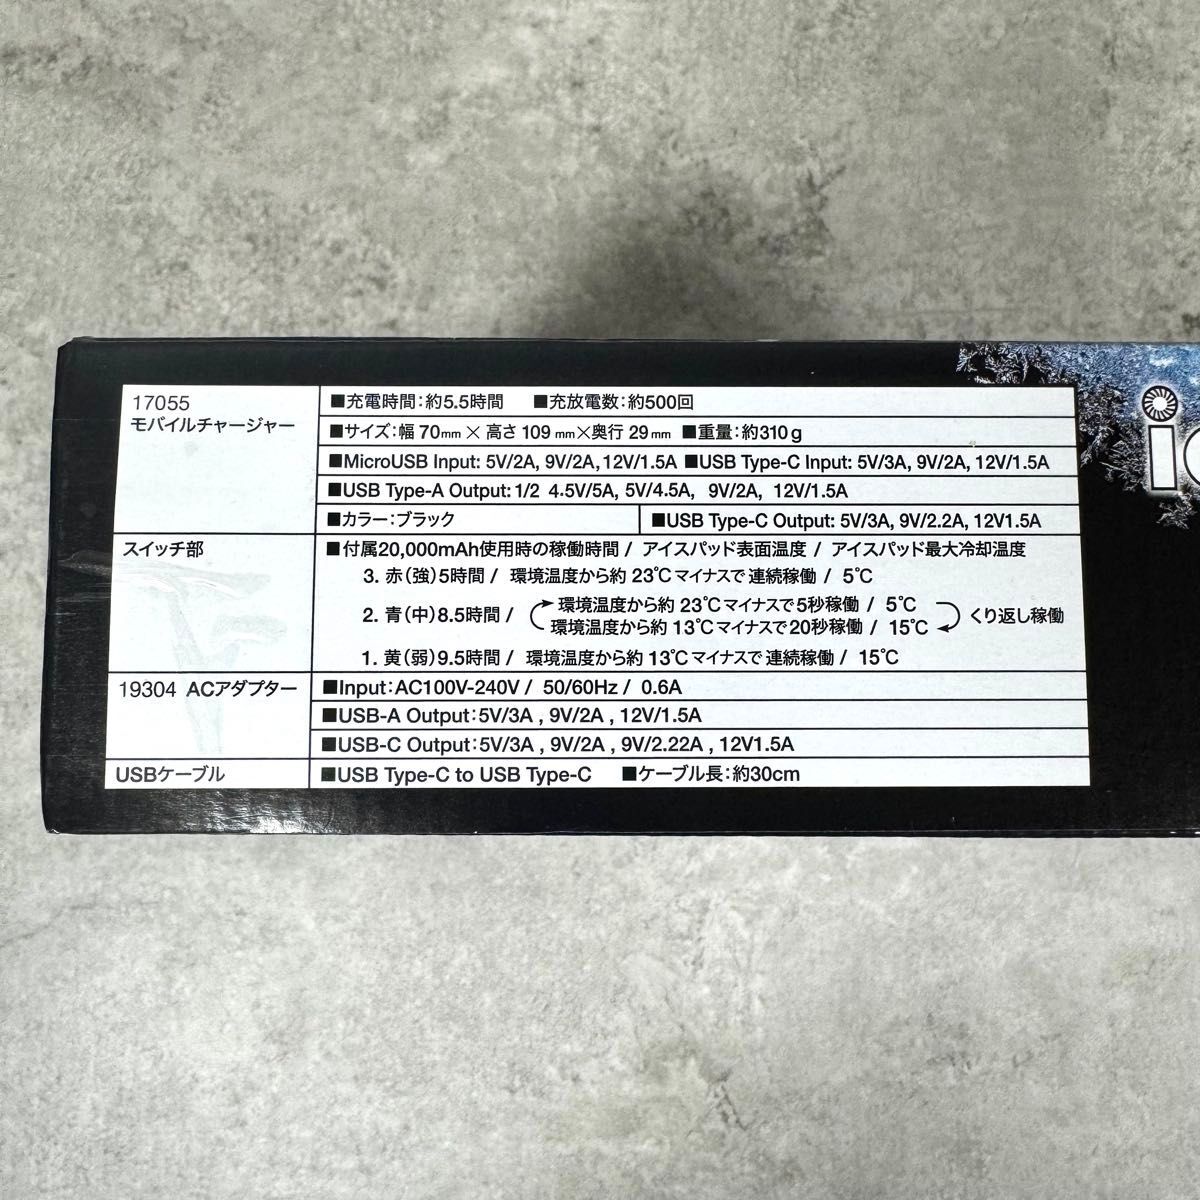 17055
モバイルチャージャー
■充電時間：約5.5時間 ■充放電数：約500回
■サイズ：幅 70mm × 高さ 109 mm×奥行 29 mm ■重量：約310g
■MicroUSB Input: 5V/2A, 9V/2A, 12V/1.5A ■USB Type-C Input: 5V/3A, 9V/2A, 12V/1.5A
■USB Type-A Output: 1/2 4.5V/5A, 5V/4.5A, 9V/2A, 12V/1.5A
■カラー：ブラック ■USB Type-C Output: 5V/3A, 9V/2.2A, 12V1.5A
スイッチ部
■付属20,000mAh使用時の稼働時間 / アイスパッド表面温度 / アイスパッド最大冷却温度
3. 赤（強）5時間 / 環境温度から約 23℃マイナスで連続稼働 / 5℃
2. 青（中）8.5時間 / 環境温度から約 23℃マイナスで5秒稼働 / 5℃
環境温度から約 13℃マイナスで20秒稼働 / 15℃ くり返し稼働
1. 黄（弱）9.5時間 / 環境温度から約 13℃マイナスで連続稼働 / 15℃
19304 ACアダプター
■Input：AC100V-240V / 50/60Hz / 0.6A
■USB-A Output：5V/3A , 9V/2A , 12V/1.5A
■USB-C Output：5V/3A , 9V/2A , 9V/2.22A , 12V1.5A
USBケーブル
■USB Type-C to USB Type-C ■ケーブル長：約30cm